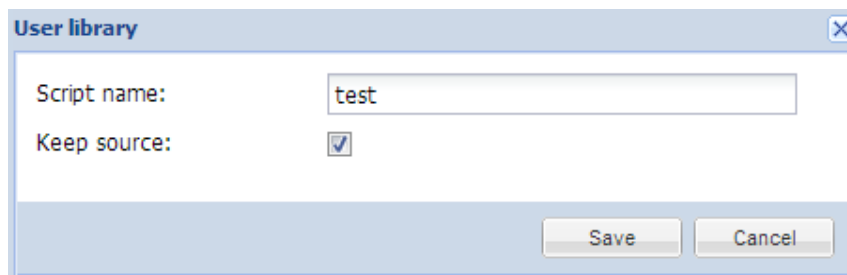 User library
Script name: test
Keep source:
Save Cancel